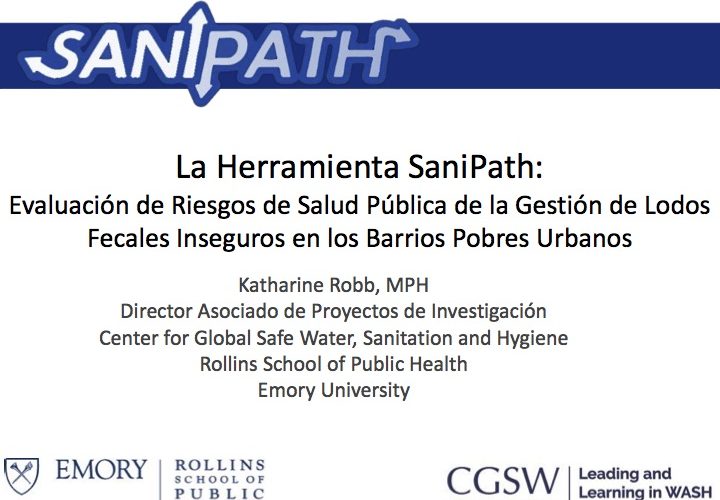 SANIPATH
La Herramienta SaniPath:
Evaluación de Riesgos de Salud Pública de la Gestión de Lodos
Fecales Inseguros en los Barrios Pobres Urbanos
Katharine Robb, MPH
Director Asociado de Proyectos de Investigación
Center for Global Safe Water, Sanitation and Hygiene
Rollins School of Public Health
Emory University
EMORY
ROLLINS
SCHOOL OF
PUBLIC
CGSW
Leading and
Learning in WASH